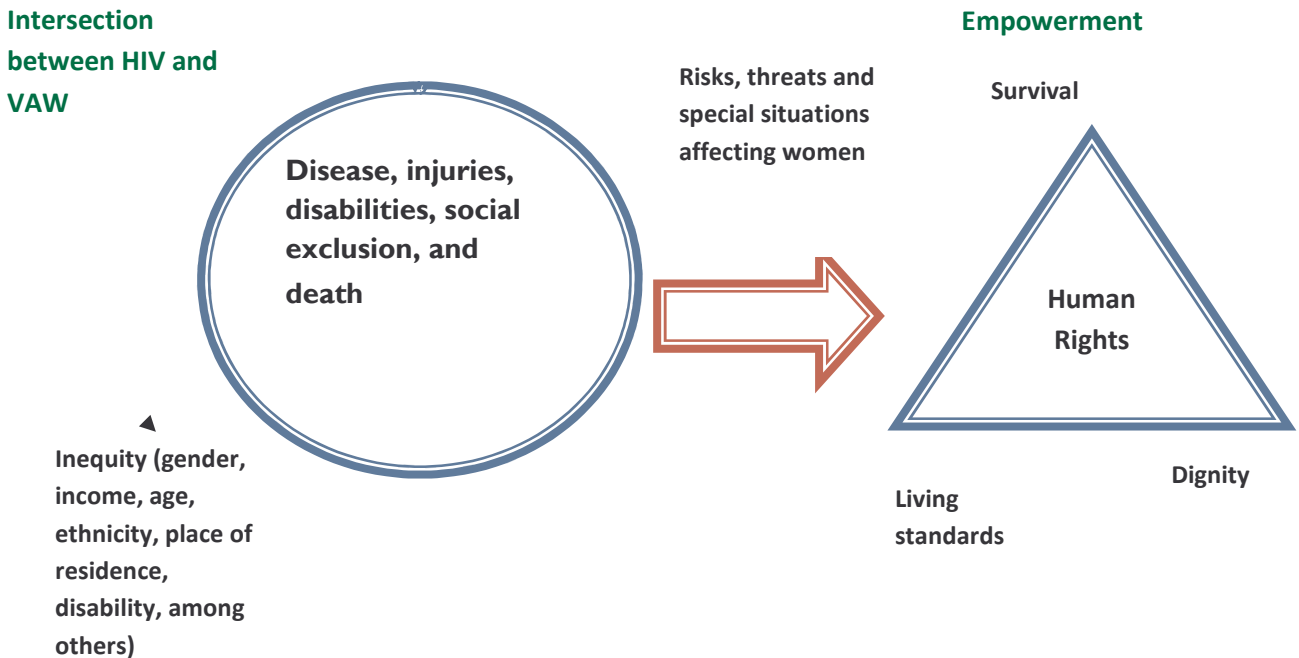 Intersection
between HIV and
VAW
Disease, injuries,
disabilities, social
exclusion, and
death
Inequity (gender,
income, age,
ethnicity, place of
residence,
disability, among
others)
Risks, threats and
special situations
affecting women
Empowerment
Survival
Human
Rights
Living
standards
Dignity